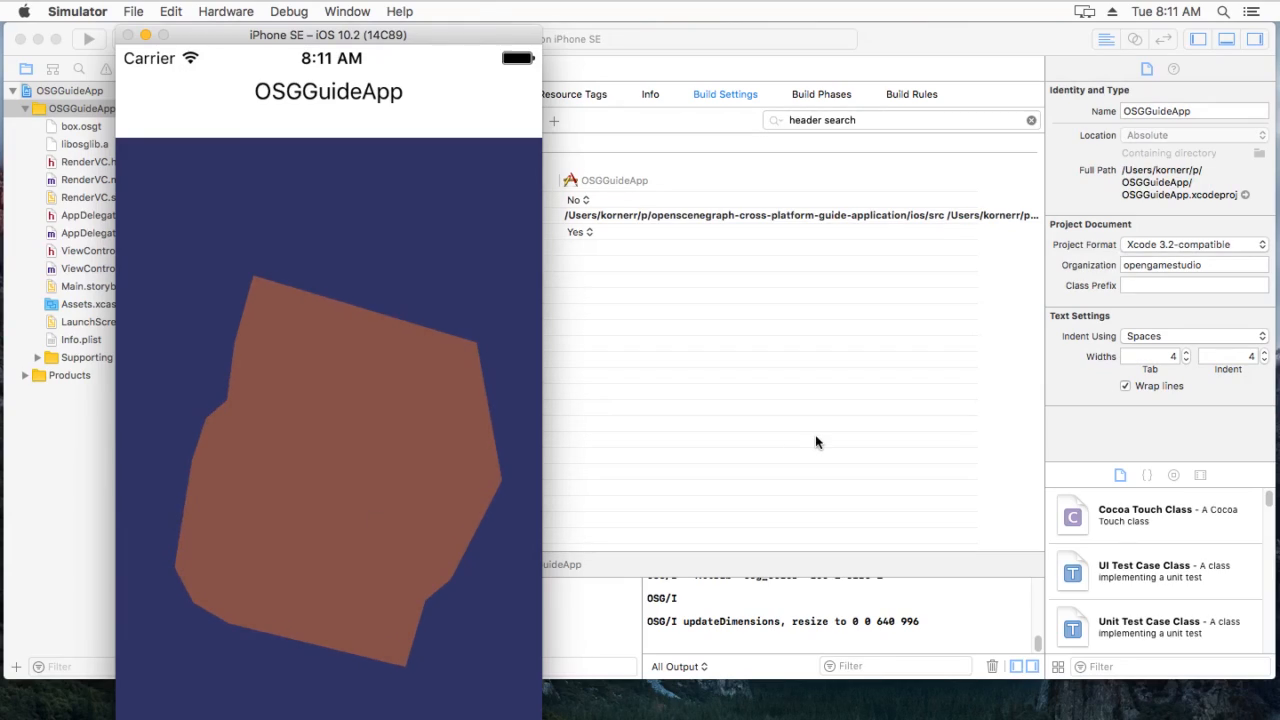 Simulator File Edit Hardware Debug Window Help Tue 8:11 AM
iPhone SE – iOS 10.2 (14C89)
on iPhone SE
Carrier 8:11 AM
OSGGuideApp
OSGGuideApp
OSGGuideApp
box.osgt
libosglib.a
RenderVC.h
RenderVC.
RenderVC.s
AppDelegat
AppDelegat
ViewContro
ViewContro
Main.storyb
Assets.xcas
LaunchScre
Info.plist
Supporting
Products
Filter
Resource Tags Info Build Settings Build Phases Build Rules
header search
OSGGuideApp
No
/Users/kornerr/p/openscenegraph-cross-platform-guide-application/ios/src /Users/kornerr/p...
Yes
GuideApp
OSG/I
OSG/I updateDimensions, resize to 0 0 640 996
All Output Filter
Identity and Type
Name OSGGuideApp
Location Absolute
Containing directory
Full Path /Users/kornerr/p/
OSGGuideApp/
OSGGuideApp.xcodeproj
Project Document
Project Format Xcode 3.2-compatible
Organization opengamestudio
Class Prefix
Text Settings
Indent Using Spaces
Widths 4 4
Tab Indent
Wrap lines
C Cocoa Touch Class - A Cocoa
Touch class
T UI Test Case Class - A class
implementing a unit test
T Unit Test Case Class - A class
implementing a unit test
Filter